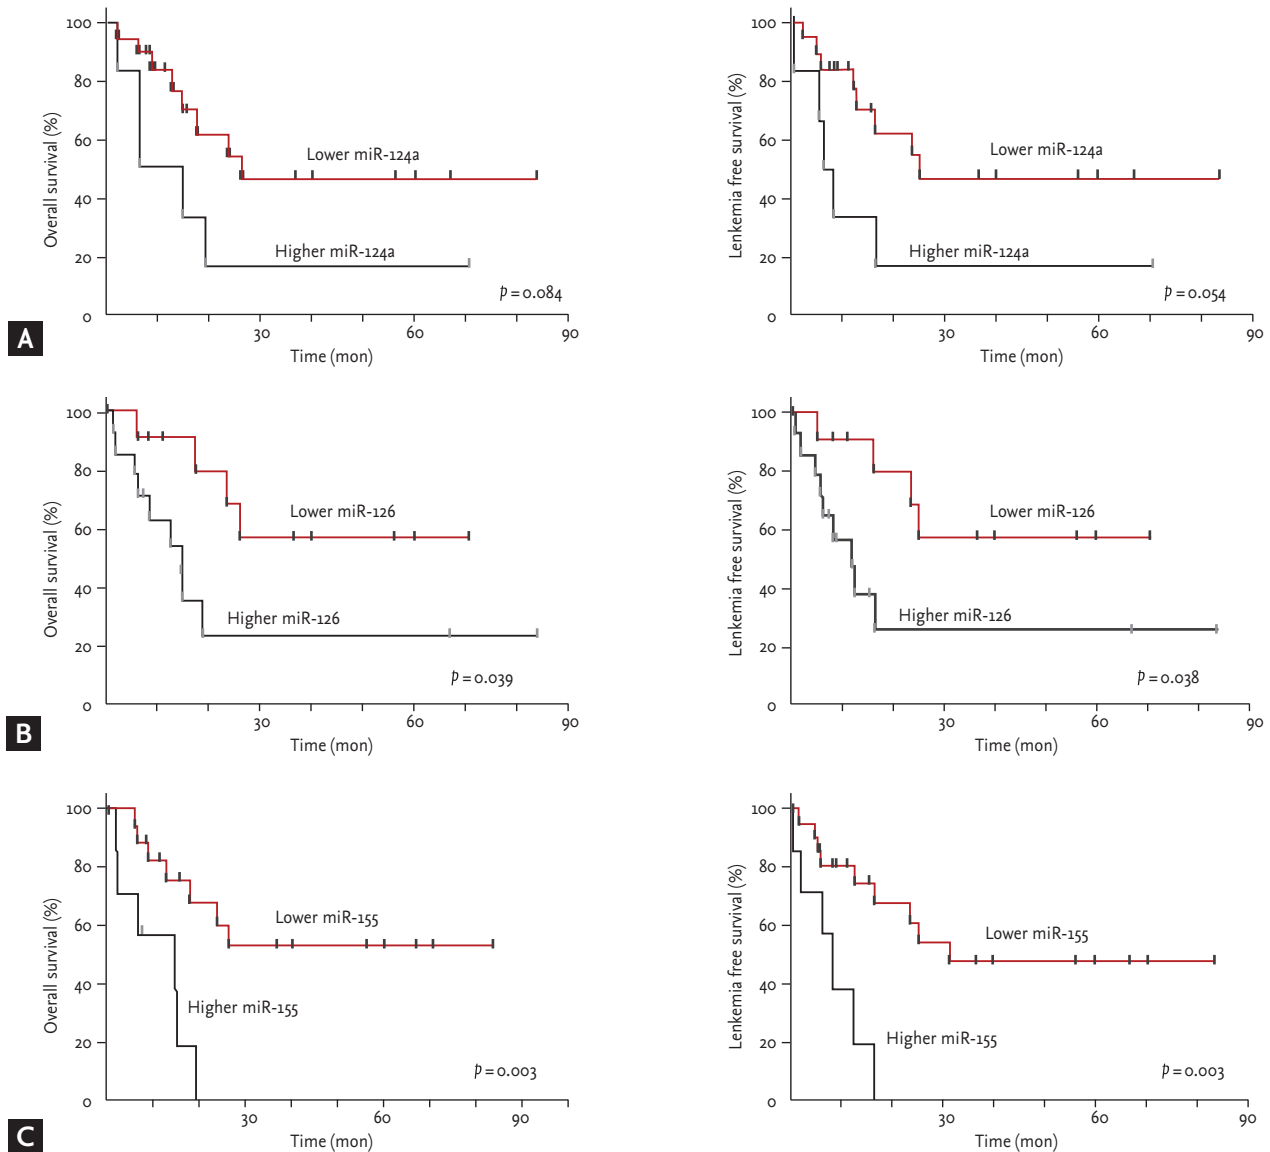 Overall survival (%)
100
80
60
40
20
0
Lower miR-124a
Higher miR-124a
p = 0.084
30
60
90
Time (mon)
Leukemia free survival (%)
100
80
60
40
20
0
Lower miR-124a
Higher miR-124a
p = 0.054
30
60
90
Time (mon)
A
Overall survival (%)
100
80
60
40
20
0
Lower miR-126
Higher miR-126
p = 0.039
30
60
90
Time (mon)
Leukemia free survival (%)
100
80
60
40
20
0
Lower miR-126
Higher miR-126
p = 0.038
30
60
90
Time (mon)
B
Overall survival (%)
100
80
60
40
20
0
Lower miR-155
Higher miR-155
p = 0.003
30
60
90
Time (mon)
Leukemia free survival (%)
100
80
60
40
20
0
Lower miR-155
Higher miR-155
p = 0.003
30
60
90
Time (mon)
C